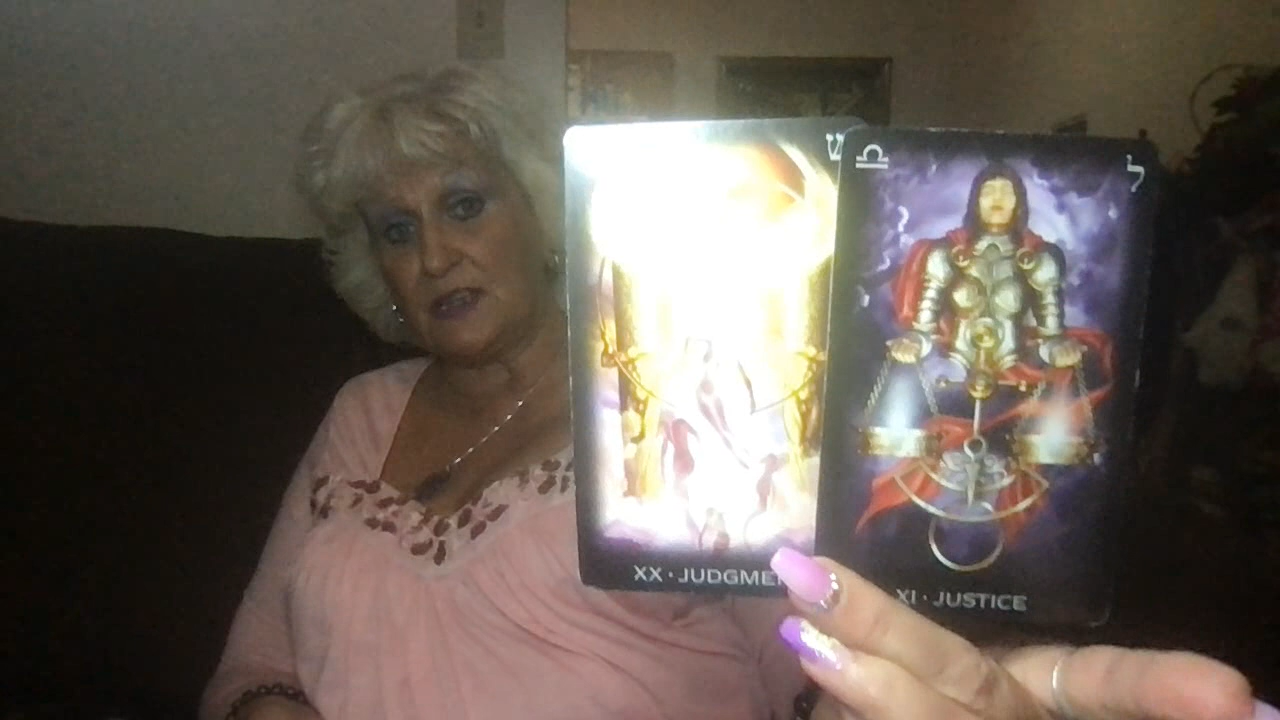 ש
ל
XX · JUDGME
XI · JUSTICE